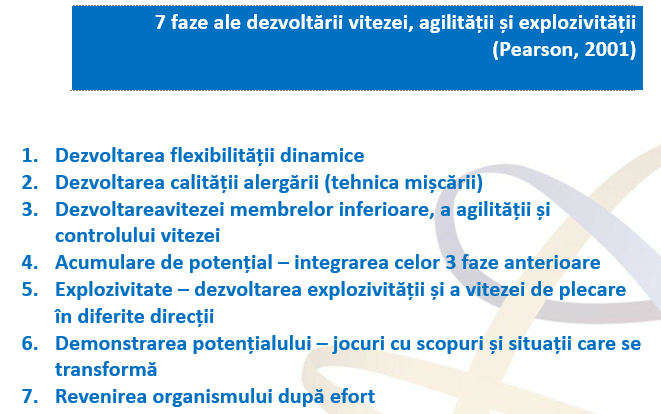 7 faze ale dezvoltării vitezei, agilității și explozivității
(Pearson, 2001)
1. Dezvoltarea flexibilității dinamice
2. Dezvoltarea calității alergării (tehnica mișcării)
3. Dezvoltareavitezei membrelor inferioare, a agilității și
controlului vitezei
4. Acumulare de potențial – integrarea celor 3 faze anterioare
5. Explozivitate – dezvoltarea explozivității și a vitezei de plecare
în diferite direcții
6. Demonstrarea potențialului – jocuri cu scopuri și situații care se
transformă
7. Revenirea organismului după efort